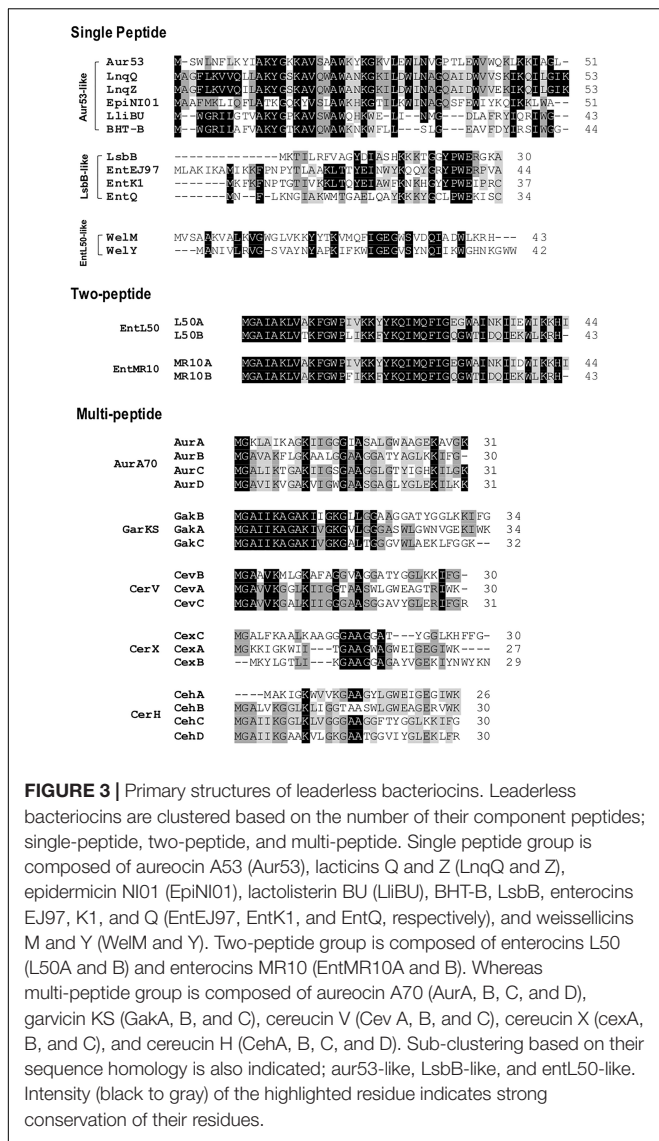 Single Peptide
Aur53-like
Aur53 M-SWLNFLKYIAKYGKKAVSAAWKYKGKVLEWLNVGPTLEWVWQKLKKIAGL- 51
LnqQ MAGFLKVVQLLAKYGSKAVQWAWANKGKILDWLNAGQAIDWVVSKIKQILGIK 53
LnqZ MAGFLKVVQILAKYGSKAVQWAWANKGKILDWINAGQAIDWVVEKIKQILGIK 53
EpiNI01 MAAFMKLIQFLATKGQKYVSLAWKHKGTILKWINAGQSFEWIYKQIKKLWA-- 51
LliBU M--WGRILGTVAKYGPKAVSWAWQHKWE-LI--NMG--DLAFRYIQRIWG-- 43
BHT-B M--WGRILAFVAKYGTKAVQWAWKNKWFLL---SLG--EAVFDYIRSIWGG- 44
LsbB-like
LsbB -----------MKTILRFVAGYDIASHKKKTGGYPWERGKA 30
EntEJ97 MLAKIKAMIKKFPNPYTLAAKLTTYEINWYKQQYGRYPWERPVA 44
EntK1 ------MKFKFNPTGTIVKKLTQYEIAWFKNKHGYYPWEIPRC 37
EntQ ------MN--F-LKNGIAKWMTGAELQAYKKKYGCLPWEKISC 34
EntL50-like
WelM MVSAAKVALKVGWGLVKKYYTKVMQFIGEGWSVDQIADWLKRH--- 43
WelY --MANIVLRVG-SVAYNYAPKIFKWIGEGVSYNQIIKWGHNKGWW 42
Two-peptide
EntL50
L50A MGAIAKLVAKFGWPIVKKYYKQIMQFIGEGWAINKIIEWIKKHI 44
L50B MGAIAKLVTKFGWPLIKKFYKQIMQFIGQGWTIDQIEKWLKRH- 43
EntMR10
MR10A MGAIAKLVAKFGWPIVKKYYKQIMQFIGEGWAINKIIDWIKKHI 44
MR10B MGAIAKLVAKFGWPFIKKFYKQIMQFIGQGWTIDQIEKWLKRH- 43
Multi-peptide
AurA70
AurA MGKLAIKAGKIIGGGIASALGWAAGEKAVGK 31
AurB MGAVAKFLGKAALGGAAGGATYAGLKKIFG- 30
AurC MGALIKTGAKIIGSGAAGGLGTYIGHKILGK 31
AurD MGAVIKVGAKVIGWGAASGAGLYGLEKILKK 31
GarKS
GakB MGAIIKAGAKIIGKGLLGGAAGGATYGGLKKIFG 34
GakA MGAIIKAGAKIVGKGVLGGGASWLGWNVGEKIWK 34
GakC MGAIIKAGAKIVGKGALTGGGVWLAEKLFGGK-- 32
CerV
CevB MGAAVKMLGKAFAGGVAGGATYGGLKKIFG- 30
CevA MGAVVKGGLKIIGGTAASWLGWEAGTRIWK- 30
CevC MGAVVKGALKIIGGGAASGGAVYGLERIFGR 31
CerX
CexC MGALFKAALKAAGGGAAGGAT---YGGLKHFFG- 30
CexA MGKKIGKWII---TGAAGWAGWEIGEGIWK---- 27
CexB --MKYLGTLI---KGAAGGAGAYVGEKIYNWYKN 29
CerH
CehA ----MAKIGKWVVKGAAGYLGWEIGEGIWK 26
CehB MGALVKGGLKLIGGTAASWLGWEAGERVWK 30
CehC MGAIIKGGLKLVGGGAAGGFTYGGLKKIFG 30
CehD MGAIIKGAAKVLGKGAATGGVIYGLEKLFR 30
FIGURE 3 | Primary structures of leaderless bacteriocins. Leaderless
bacteriocins are clustered based on the number of their component peptides;
single-peptide, two-peptide, and multi-peptide. Single peptide group is
composed of aureocin A53 (Aur53), lacticins Q and Z (LnqQ and Z),
epidermicin NI01 (EpiNI01), lactolisterin BU (LliBU), BHT-B, LsbB, enterocins
EJ97, K1, and Q (EntEJ97, EntK1, and EntQ, respectively), and weissellicins
M and Y (WelM and Y). Two-peptide group is composed of enterocins L50
(L50A and B) and enterocins MR10 (EntMR10A and B). Whereas
multi-peptide group is composed of aureocin A70 (AurA, B, C, and D),
garvicin KS (GakA, B, and C), cereucin V (Cev A, B, and C), cereucin X (cexA,
B, and C), and cereucin H (CehA, B, C, and D). Sub-clustering based on their
sequence homology is also indicated; aur53-like, LsbB-like, and entL50-like.
Intensity (black to gray) of the highlighted residue indicates strong
conservation of their residues.